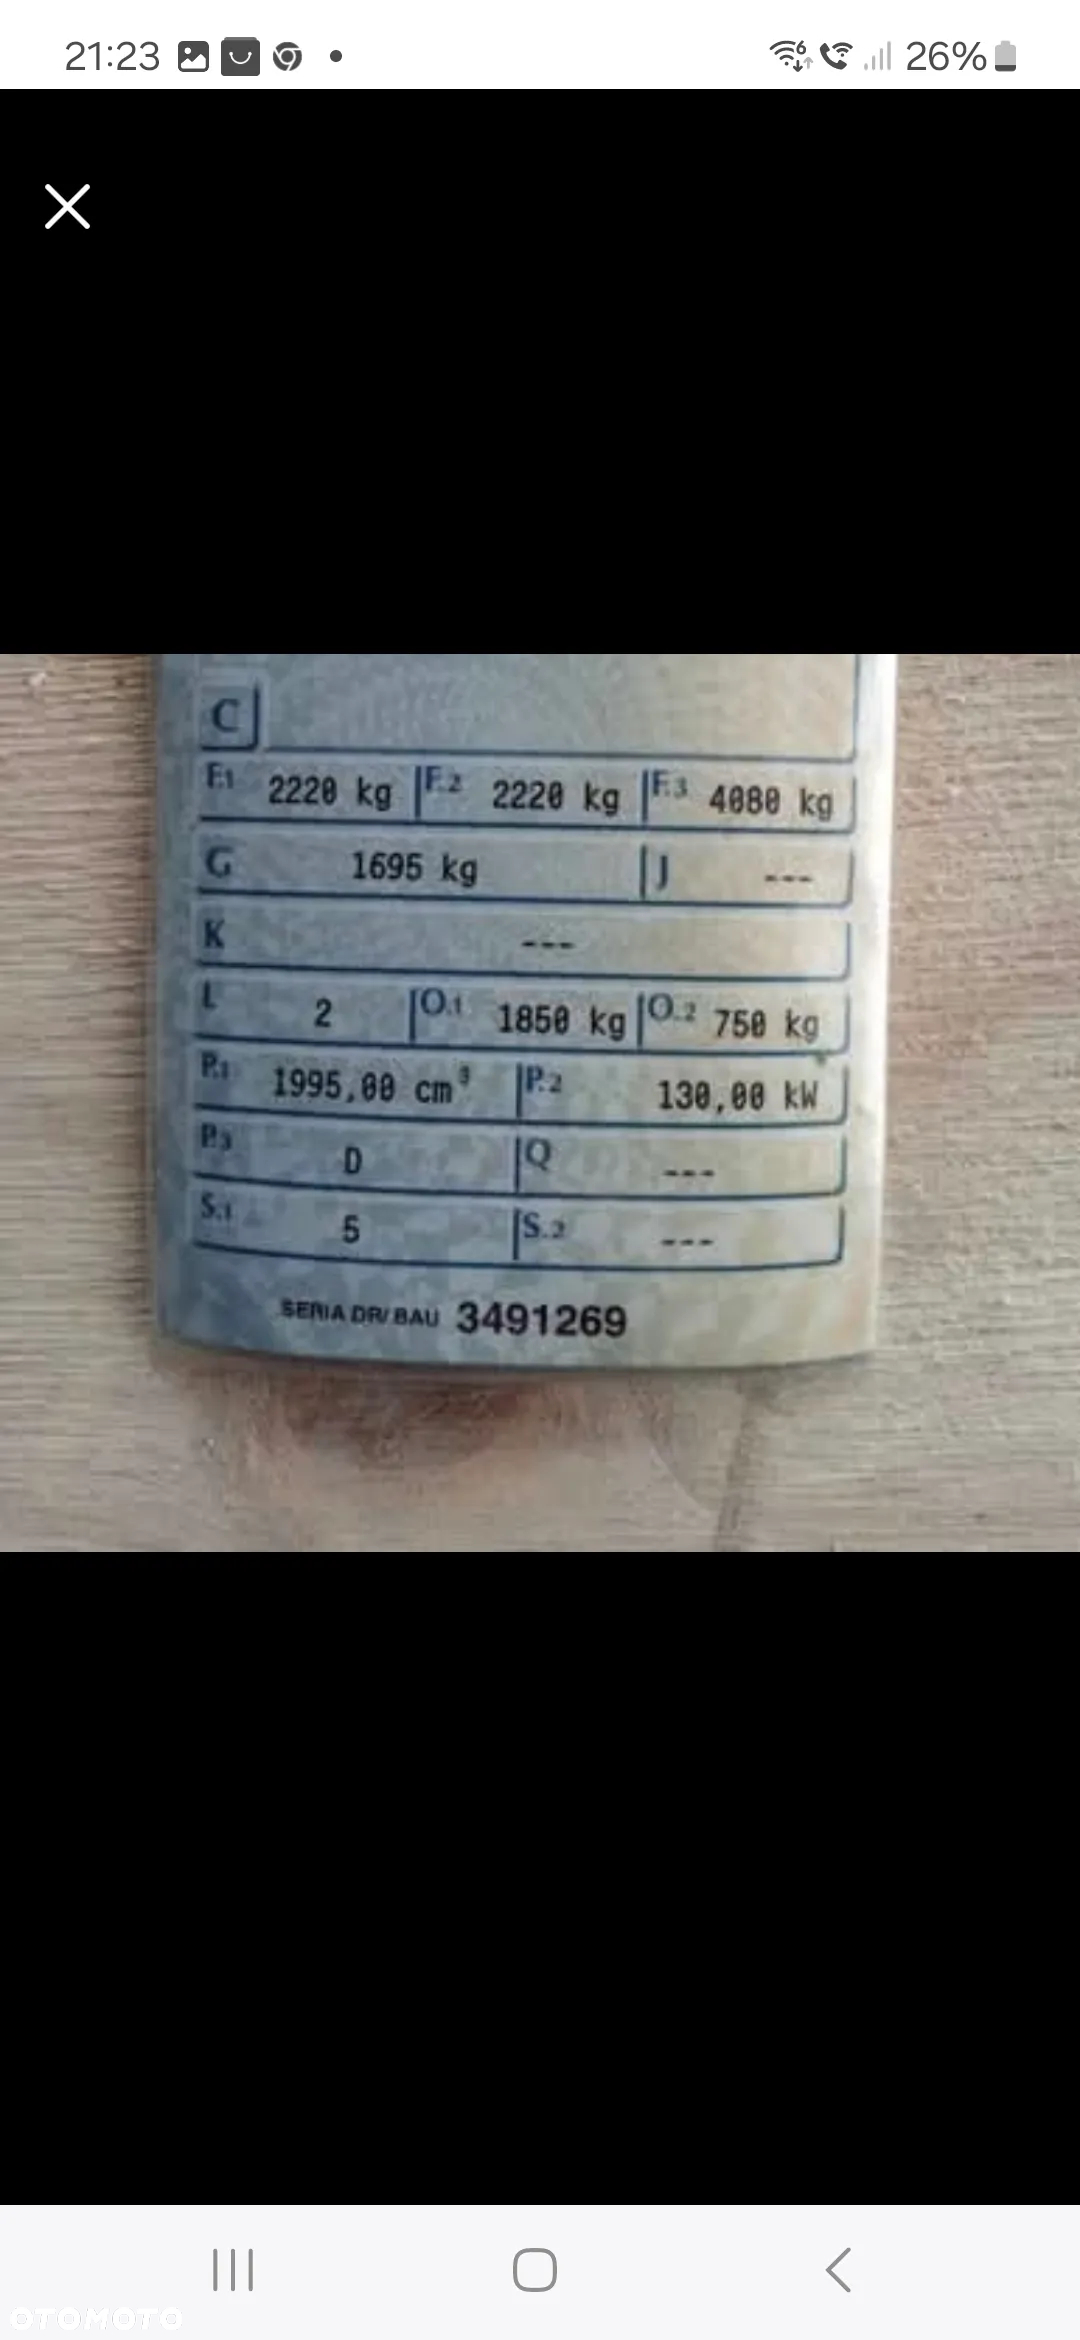 21:23 26%
C
F.1 2220 kg F.2 2220 kg F.3 4080 kg
G 1695 kg J ---
K ---
L 2 O.1 1850 kg O.2 750 kg
P.1 1995,00 cm³ P.2 130,00 kW
P.3 D Q ---
S.1 5 S.2 ---
SERIA DR/BAU 3491269
OTOMOTO